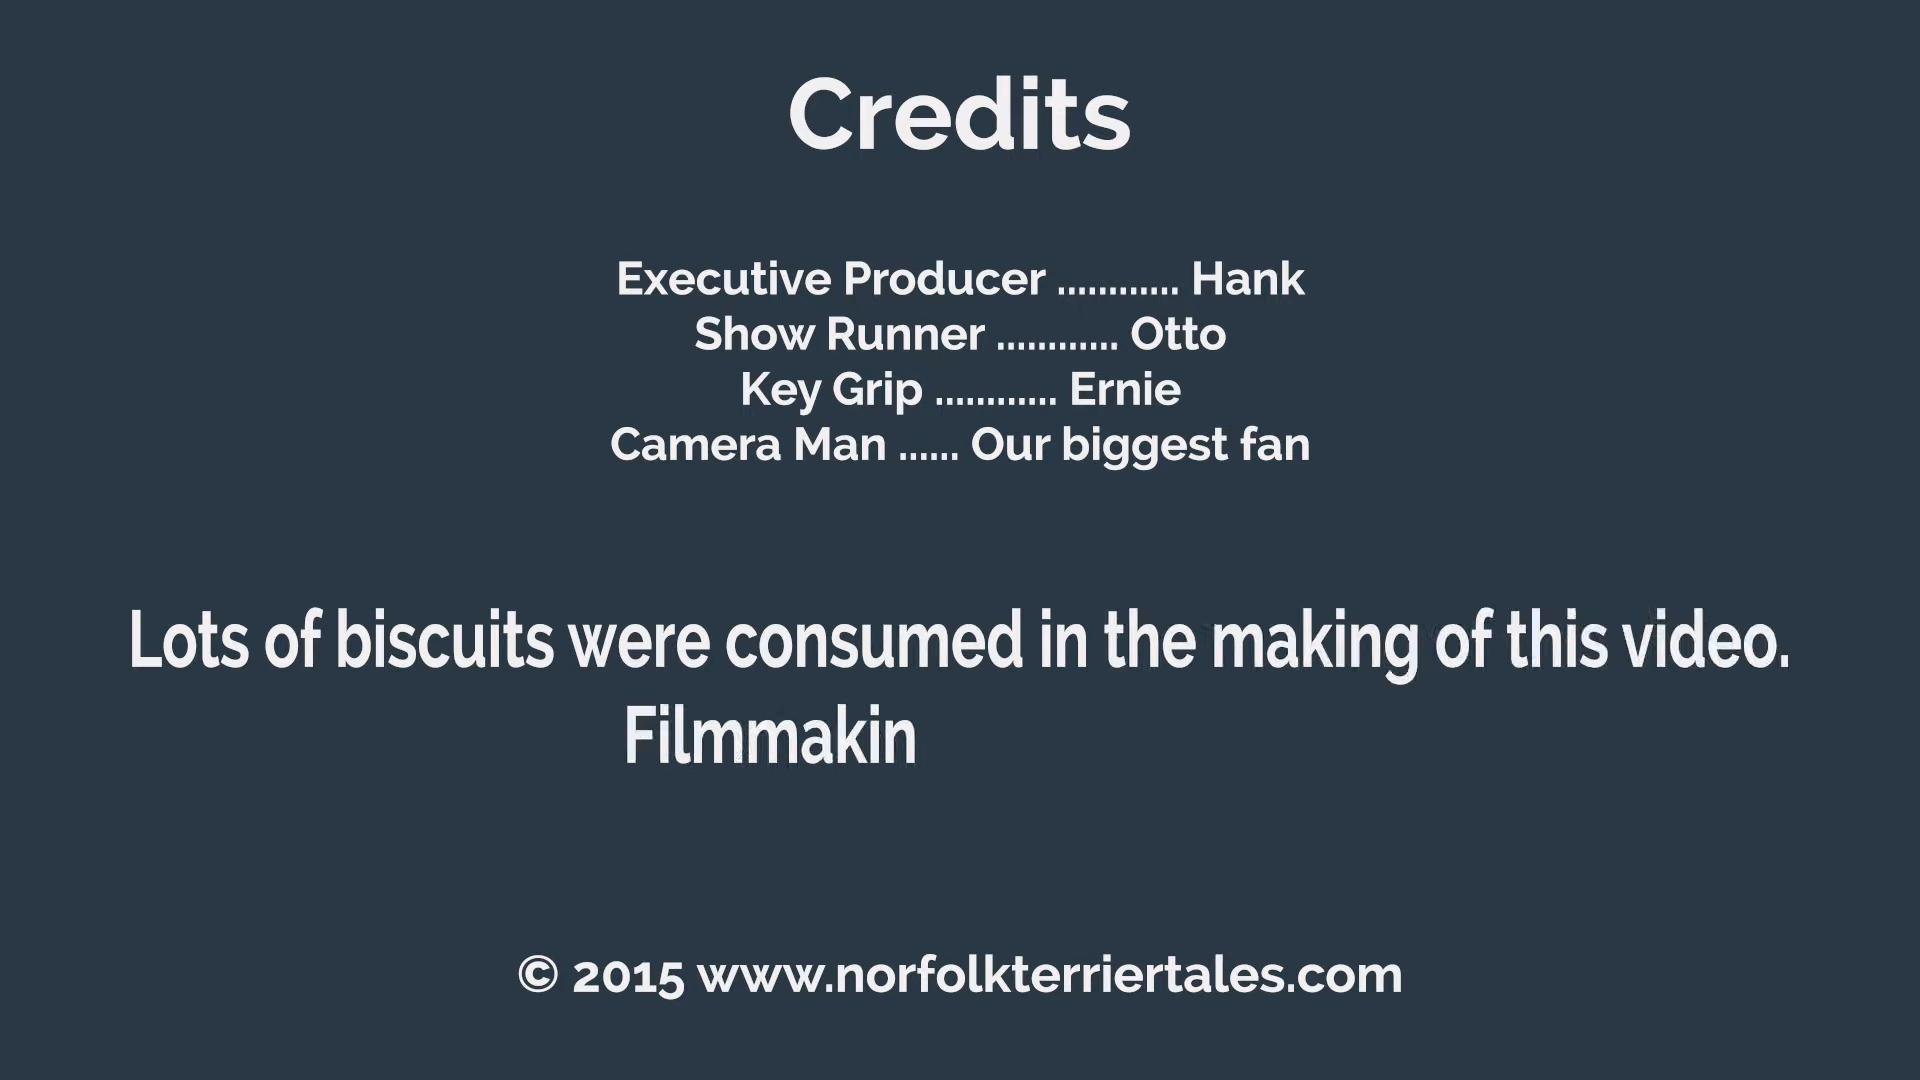 Credits
Executive Producer ............ Hank
Show Runner ............ Otto
Key Grip ............ Ernie
Camera Man ...... Our biggest fan
Lots of biscuits were consumed in the making of this video.
Filmmakin
© 2015 www.norfolkterriertales.com